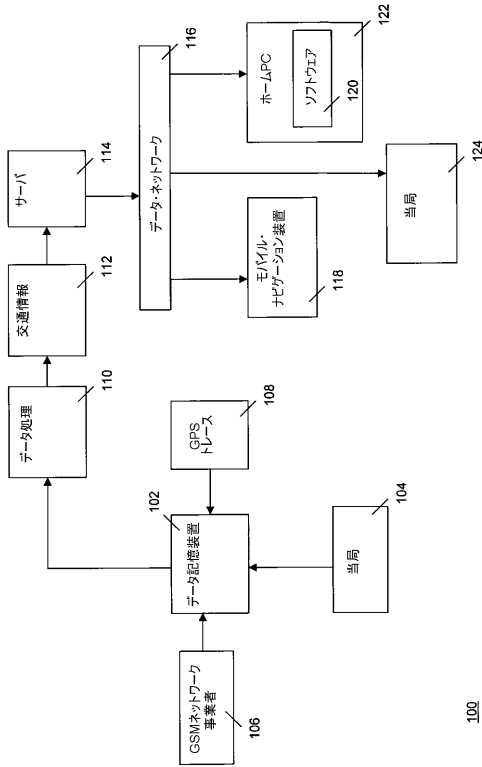 データ処理
110
交通情報
112
サーバ
114
データ・ネットワーク
116
ホームPC
ソフトウェア
120
122
モバイル・
ナビゲーション装置
118
当局
124
GPS
トレース
108
データ記憶装置
102
GSMネットワーク
事業者
106
当局
104
100